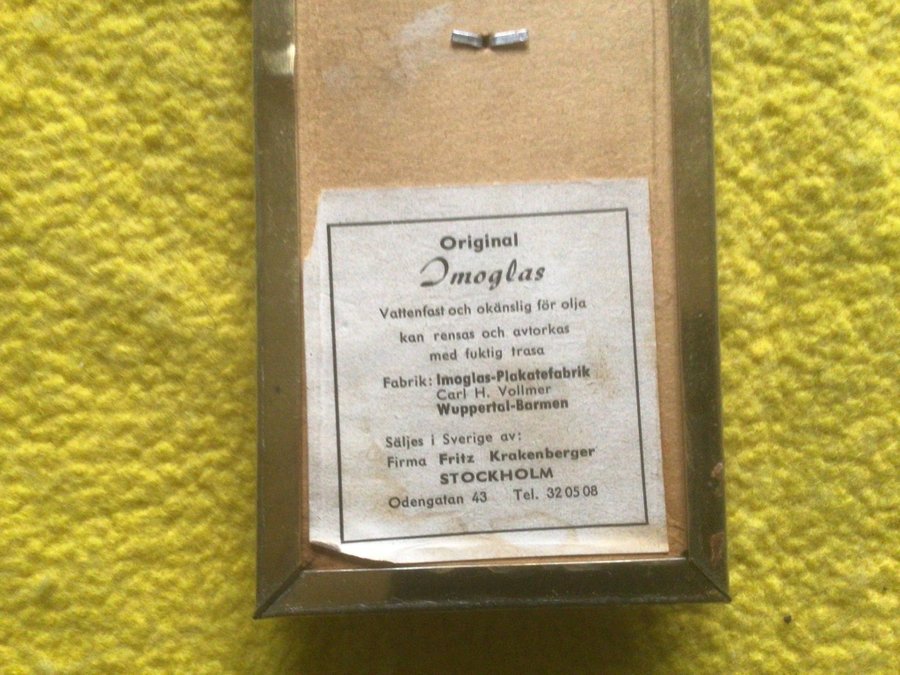 Original
Imoglas
Vattenfast och okänslig för olja
kan rensas och avtorkas
med fuktig trasa
Fabrik: Imoglas-Plakatefabrik
Carl H. Vollmer
Wuppertal-Barmen
Säljes i Sverige av:
Firma Fritz Krakenberger
STOCKHOLM
Odengatan 43 Tel. 32 05 08